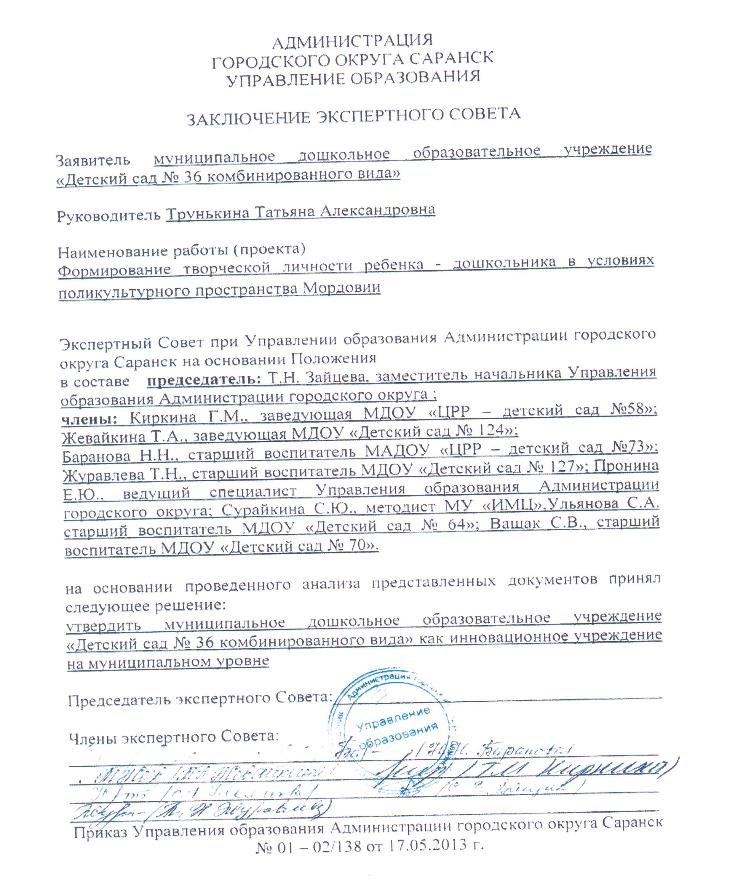 АДМИНИСТРАЦИЯ
ГОРОДСКОГО ОКРУГА САРАНСК
УПРАВЛЕНИЕ ОБРАЗОВАНИЯ
ЗАКЛЮЧЕНИЕ ЭКСПЕРТНОГО СОВЕТА
Заявитель муниципальное дошкольное образовательное учреждение
«Детский сад № 36 комбинированного вида»
Руководитель Трунькина Татьяна Александровна
Наименование работы (проекта)
Формирование творческой личности ребенка - дошкольника в условиях
поликультурного пространства Мордовии
Экспертный Совет при Управлении образования Администрации городского
округа Саранск на основании Положения
в составе председатель: Т.Н. Зайцева, заместитель начальника Управления
образования Администрации городского округа ;
члены: Киркина Г.М., заведующая МДОУ «ЦРР – детский сад №58»;
Жевайкина Т.А., заведующая МДОУ «Детский сад № 124»;
Баранова Н.Н., старший воспитатель МАДОУ «ЦРР – детский сад №73»;
Журавлева Т.Н., старший воспитатель МДОУ «Детский сад № 127»; Пронина
Е.Ю., ведущий специалист Управления образования Администрации
городского округа; Сурайкина С.Ю., методист МУ «ИМЦ»,Ульянова С.А.
старший воспитатель МДОУ «Детский сад № 64»; Ващак С.В., старший
воспитатель МДОУ «Детский сад № 70».
на основании проведенного анализа представленных документов принял
следующее решение:
утвердить муниципальное дошкольное образовательное учреждение
«Детский сад № 36 комбинированного вида» как инновационное учреждение
на муниципальном уровне
Председатель экспертного Совета:
Управление
образования
Члены экспертного Совета:
Баранова
Приказ Управления образования Администрации городского округа Саранск
№ 01 – 02/138 от 17.05.2013 г.